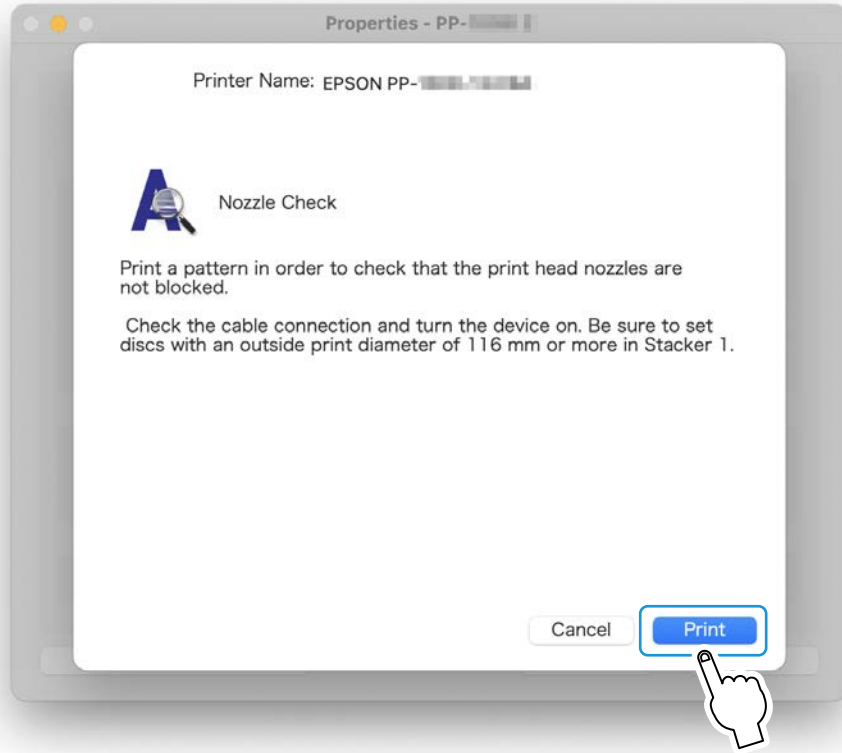 Properties - PP-
Printer Name: EPSON PP-
Nozzle Check
Print a pattern in order to check that the print head nozzles are
not blocked.
Check the cable connection and turn the device on. Be sure to set
discs with an outside print diameter of 116 mm or more in Stacker 1.
Cancel Print